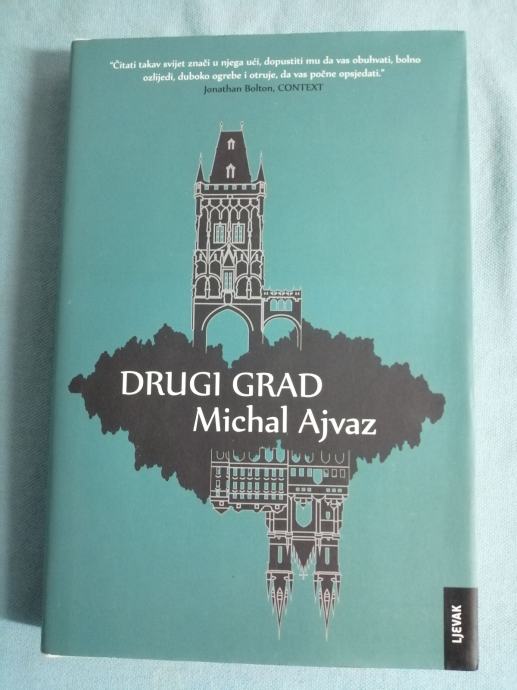 “Čitati takav svijet znači u njega ući, dopustiti mu da vas obuhvati, bolno
ozlijedi, duboko ogrebe i otruje, da vas počne opsjedati.”
Jonathan Bolton, CONTEXT
DRUGI GRAD
Michal Ajvaz
LJEVAK